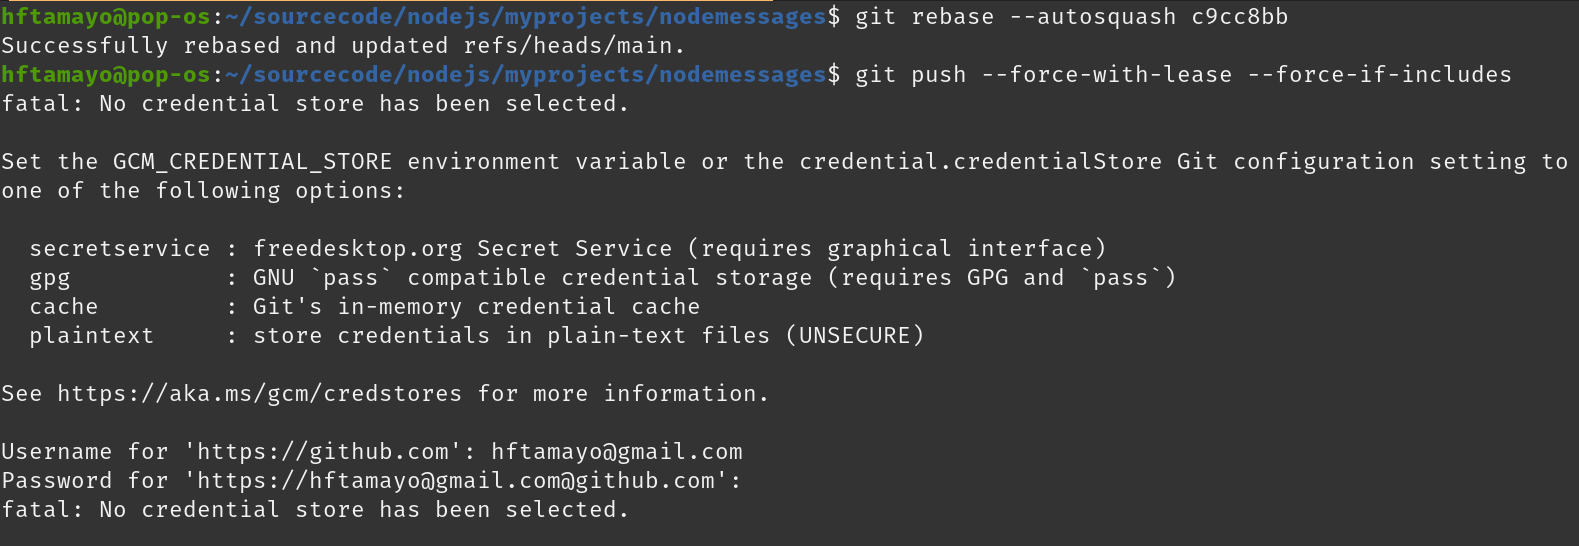 hftamayo@pop-os:~/sourcecode/nodejs/myprojects/nodemessages$ git rebase --autosquash c9cc8bb
Successfully rebased and updated refs/heads/main.
hftamayo@pop-os:~/sourcecode/nodejs/myprojects/nodemessages$ git push --force-with-lease --force-if-includes
fatal: No credential store has been selected.

Set the GCM_CREDENTIAL_STORE environment variable or the credential.credentialStore Git configuration setting to
one of the following options:

  secretservice : freedesktop.org Secret Service (requires graphical interface)
  gpg           : GNU `pass` compatible credential storage (requires GPG and `pass`)
  cache         : Git's in-memory credential cache
  plaintext     : store credentials in plain-text files (UNSECURE)

See https://aka.ms/gcm/credstores for more information.

Username for 'https://github.com': hftamayo@gmail.com
Password for 'https://hftamayo@gmail.com@github.com':
fatal: No credential store has been selected.